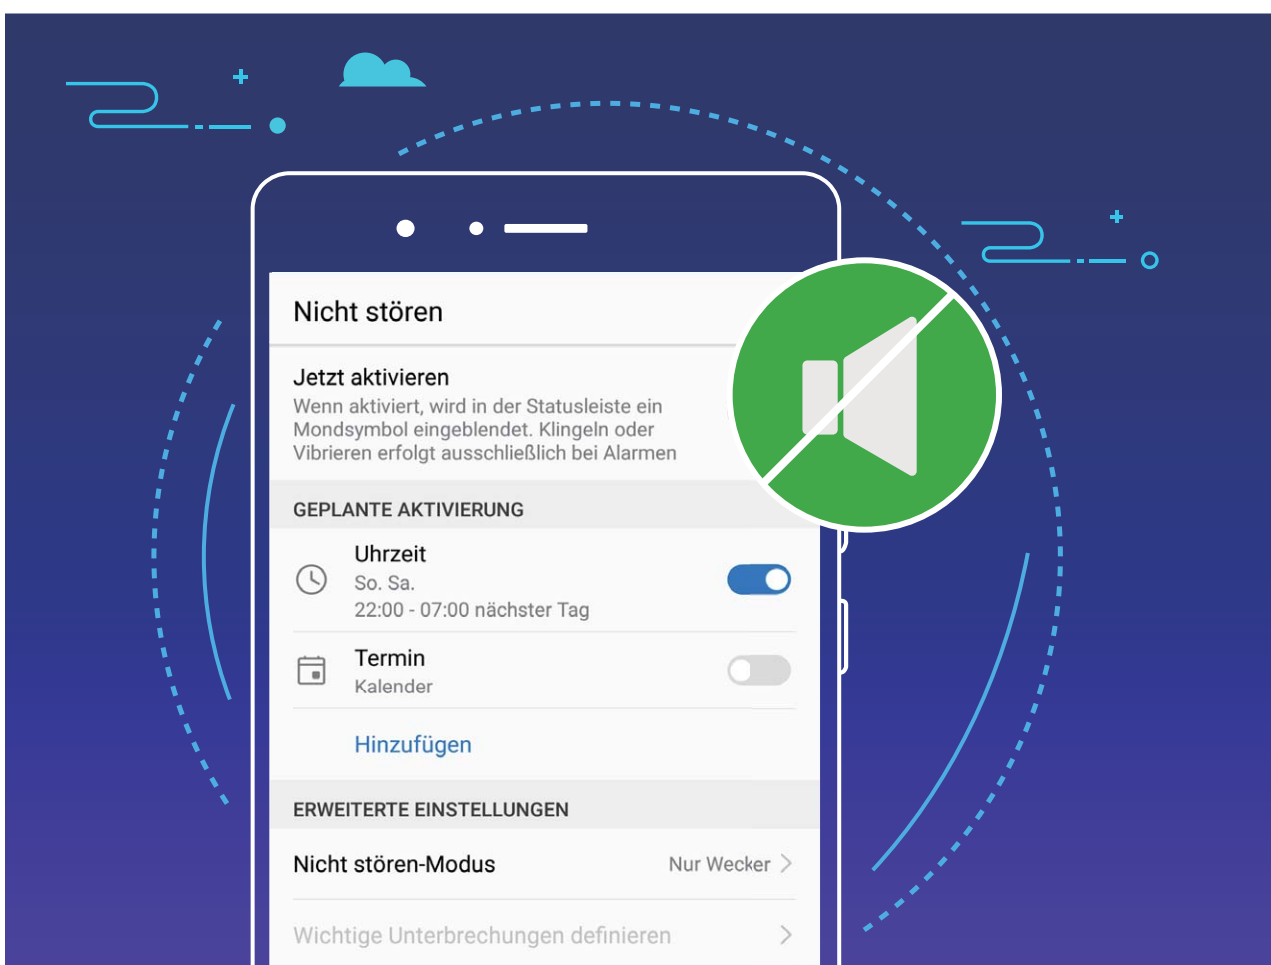 Nicht stören
Jetzt aktivieren
Wenn aktiviert, wird in der Statusleiste ein
Mondsymbol eingeblendet. Klingeln oder
Vibrieren erfolgt ausschließlich bei Alarmen
GEPLANTE AKTIVIERUNG
Uhrzeit
So. Sa.
22:00 - 07:00 nächster Tag
Termin
Kalender
Hinzufügen
ERWEITERTE EINSTELLUNGEN
Nicht stören-Modus Nur Wecker
Wichtige Unterbrechungen definieren